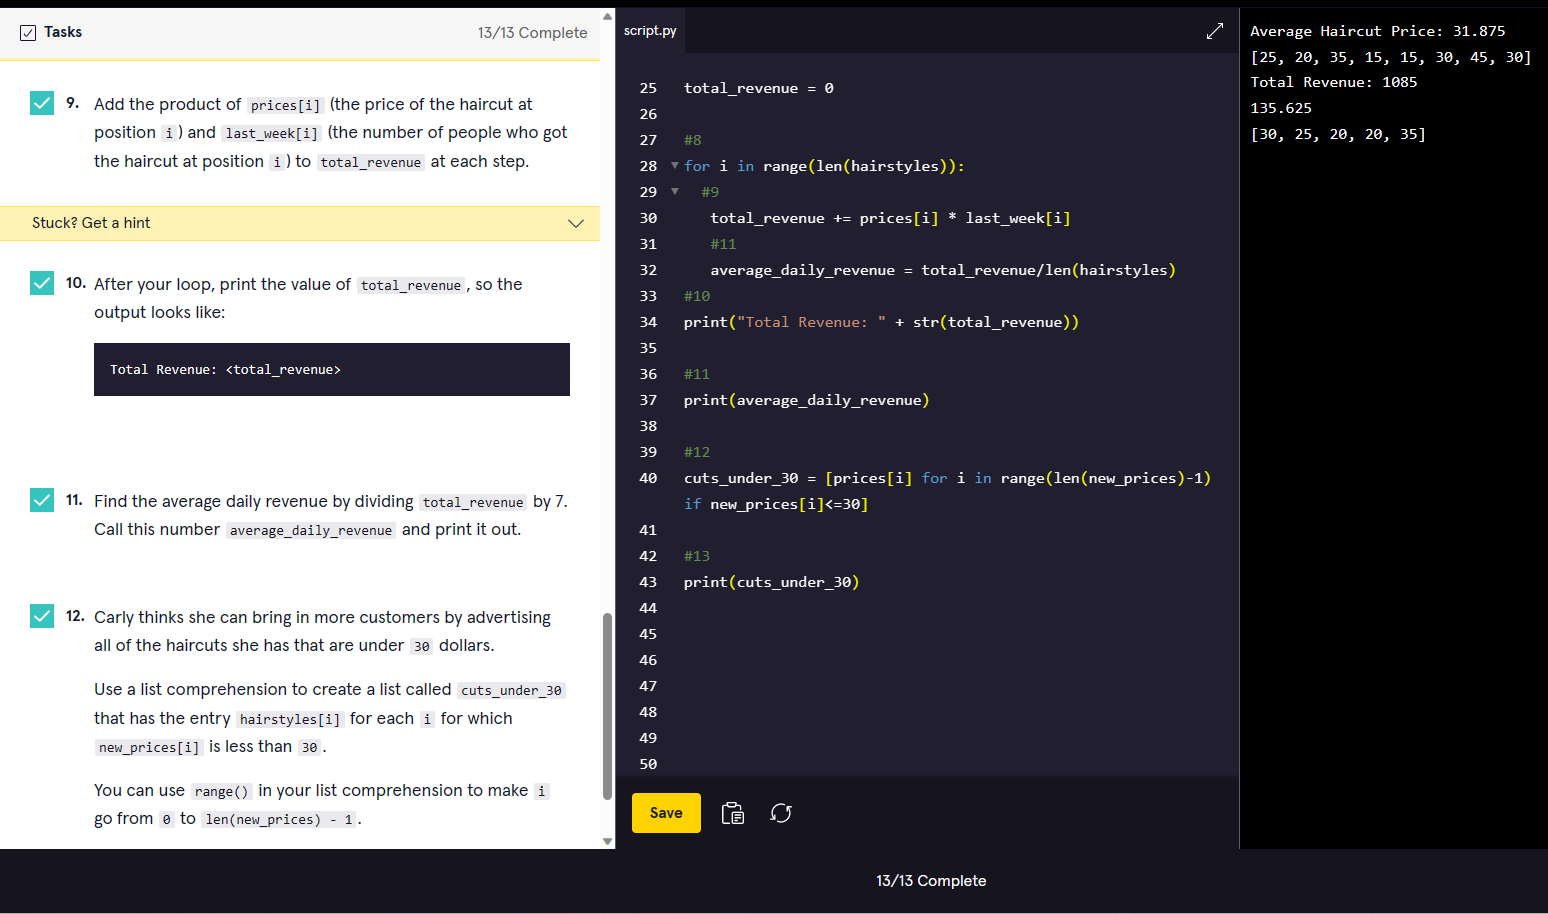 Tasks
13/13 Complete
9. Add the product of prices[i] (the price of the haircut at
position i) and last_week[i] (the number of people who got
the haircut at position i) to total_revenue at each step.
Stuck? Get a hint
10. After your loop, print the value of total_revenue, so the
output looks like:
Total Revenue: <total_revenue>
11. Find the average daily revenue by dividing total_revenue by 7.
Call this number average_daily_revenue and print it out.
12. Carly thinks she can bring in more customers by advertising
all of the haircuts she has that are under 30 dollars.
Use a list comprehension to create a list called cuts_under_30
that has the entry hairstyles[i] for each i for which
new_prices[i] is less than 30.
You can use range() in your list comprehension to make i
go from 0 to len(new_prices) - 1.
script.py
25 total_revenue = 0
26
27 #8
28 for i in range(len(hairstyles)):
29 #9
30 total_revenue += prices[i] * last_week[i]
31 #11
32 average_daily_revenue = total_revenue/len(hairstyles)
33 #10
34 print("Total Revenue: " + str(total_revenue))
35
36 #11
37 print(average_daily_revenue)
38
39 #12
40 cuts_under_30 = [prices[i] for i in range(len(new_prices)-1)
if new_prices[i]<=30]
41
42 #13
43 print(cuts_under_30)
44
45
46
47
48
49
50
Save
Average Haircut Price: 31.875
[25, 20, 35, 15, 15, 30, 45, 30]
Total Revenue: 1085
135.625
[30, 25, 20, 20, 35]
13/13 Complete